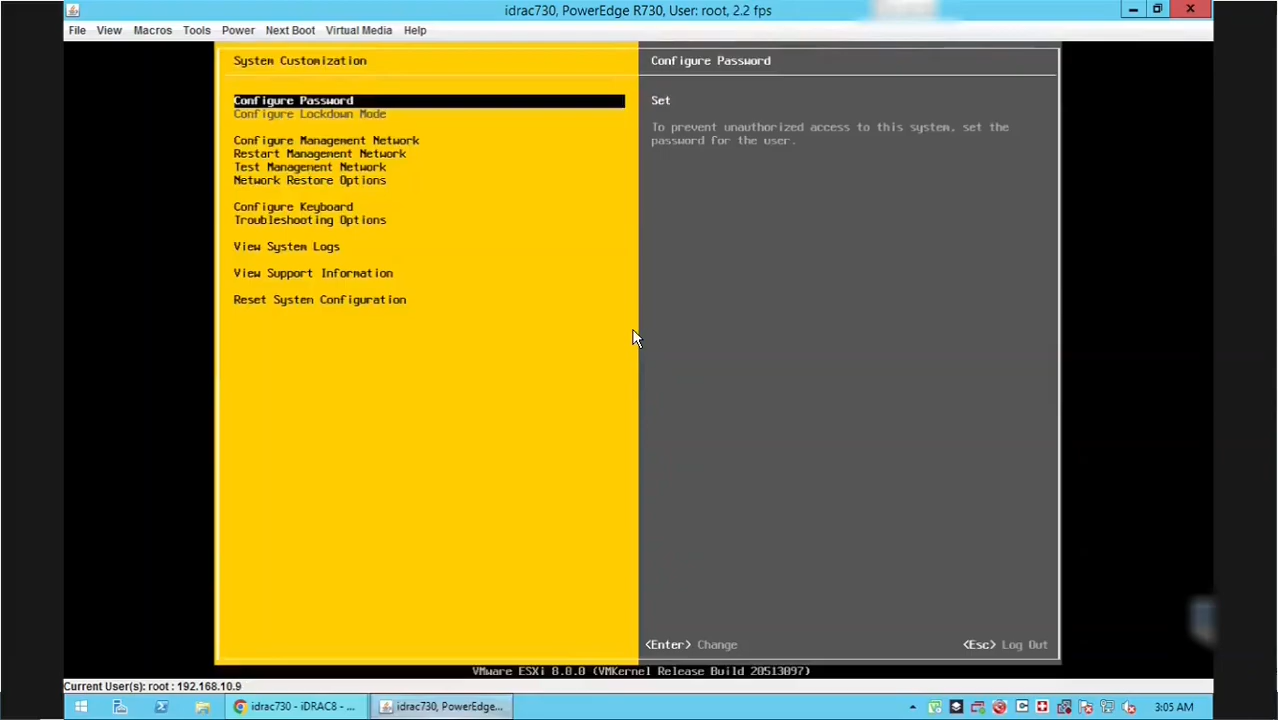 idrac730, PowerEdge R730, User: root, 2.2 fps
File View Macros Tools Power Next Boot Virtual Media Help
System Customization
Configure Password
Configure Lockdown Mode
Configure Management Network
Restart Management Network
Test Management Network
Network Restore Options
Configure Keyboard
Troubleshooting Options
View System Logs
View Support Information
Reset System Configuration
Configure Password
Set
To prevent unauthorized access to this system, set the
password for the user.
<Enter> Change
<Esc> Log Out
VMware ESXi 8.0.0 (VMKernel Release Build 20513097)
Current User(s): root : 192.168.10.9
idrac730 - iDRAC8 - ...
idrac730, PowerEdge...
3:05 AM